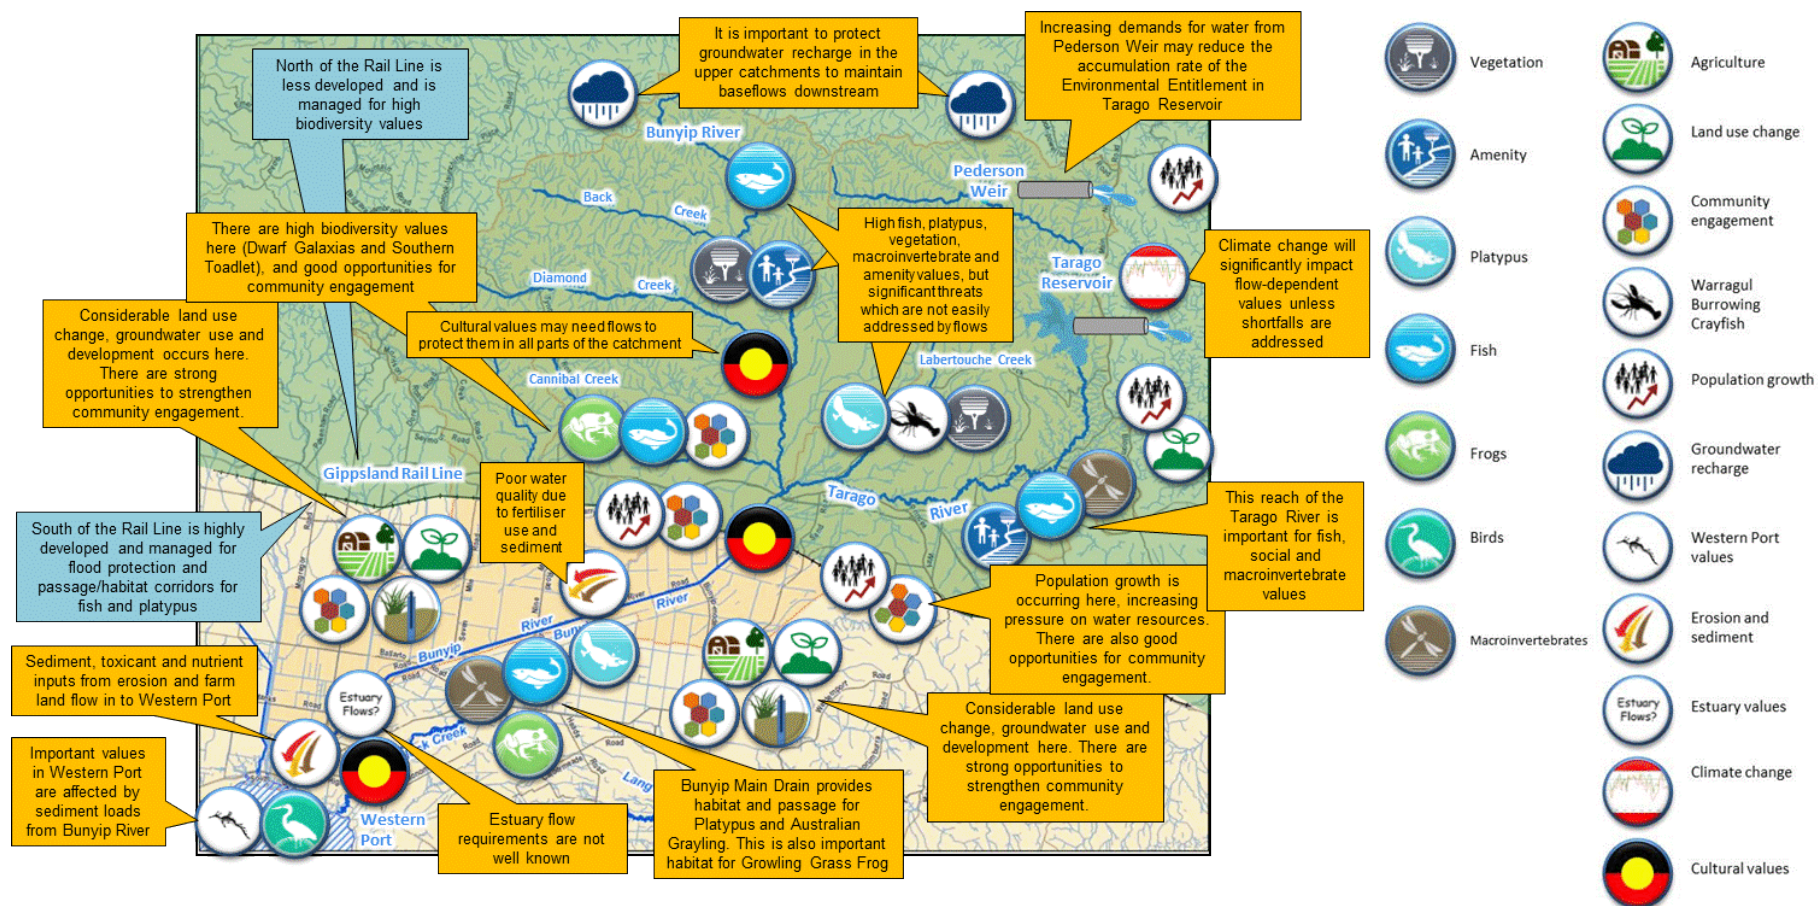 North of the Rail Line is
less developed and is
managed for high
biodiversity values
It is important to protect
groundwater recharge in the
upper catchments to maintain
baseflows downstream
Increasing demands for water from
Pederson Weir may reduce the
accumulation rate of the
Environmental Entitlement in
Tarago Reservoir
Bunyip River
Pederson
Weir
Back
Creek
There are high biodiversity values
here (Dwarf Galaxias and Southern
Toadlet), and good opportunities for
community engagement
High fish, platypus,
vegetation,
macroinvertebrate and
amenity values, but
significant threats
which are not easily
addressed by flows
Climate change will
significantly impact
flow-dependent
values unless
shortfalls are
addressed
Tarago
Reservoir
Diamond
Creek
Considerable land use
change, groundwater use and
development occurs here.
There are strong
opportunities to strengthen
community engagement.
Cultural values may need flows to
protect them in all parts of the catchment
Cannibal Creek
Labertouche Creek
Gippsland Rail Line
Poor water
quality due
to fertiliser
use and
sediment
Tarago
River
This reach of the
Tarago River is
important for fish,
social and
macroinvertebrate
values
South of the Rail Line is highly
developed and managed for
flood protection and
passage/habitat corridors for
fish and platypus
Population growth is
occurring here, increasing
pressure on water resources.
There are also good
opportunities for community
engagement.
River
River
Bunyip
Road
Road
Road
Sediment, toxicant and nutrient
inputs from erosion and farm
land flow in to Western Port
Estuary
Flows?
Considerable land use
change, groundwater use and
development here. There are
strong opportunities to
strengthen community
engagement.
Important values
in Western Port
are affected by
sediment loads
from Bunyip River
Creek
Lang
Western
Port
Estuary flow
requirements are not
well known
Bunyip Main Drain provides
habitat and passage for
Platypus and Australian
Grayling. This is also important
habitat for Growling Grass Frog
Vegetation
Amenity
Platypus
Fish
Frogs
Birds
Macroinvertebrates
Agriculture
Land use change
Community
engagement
Warragul
Burrowing
Crayfish
Population growth
Groundwater
recharge
Western Port
values
Erosion and
sediment
Estuary
Flows?
Estuary values
Climate change
Cultural values